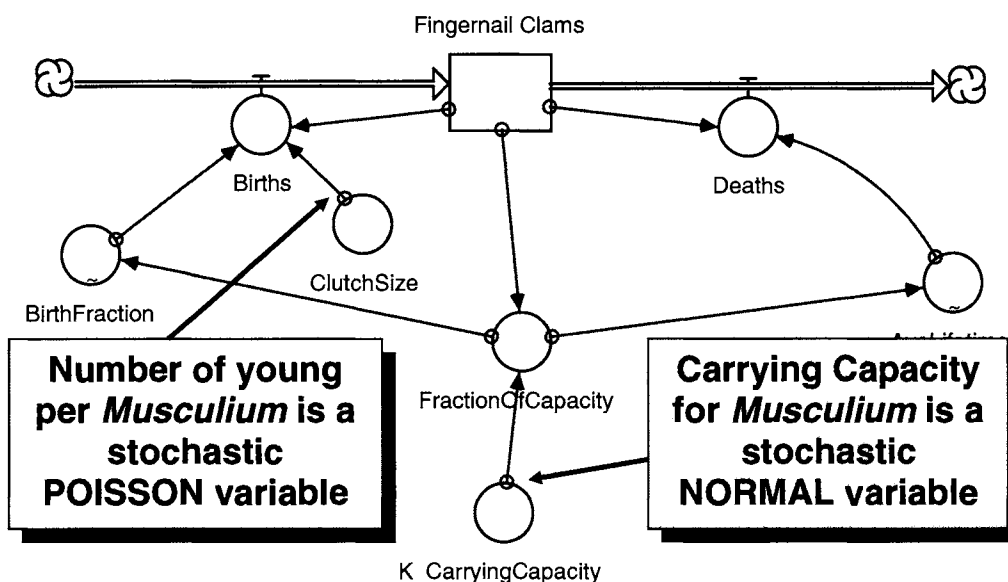 Fingernail Clams
Births
Deaths
ClutchSize
BirthFraction
Number of young
per Musculium is a
stochastic
POISSON variable
FractionOfCapacity
Carrying Capacity
for Musculium is a
stochastic
NORMAL variable
K CarryingCapacity